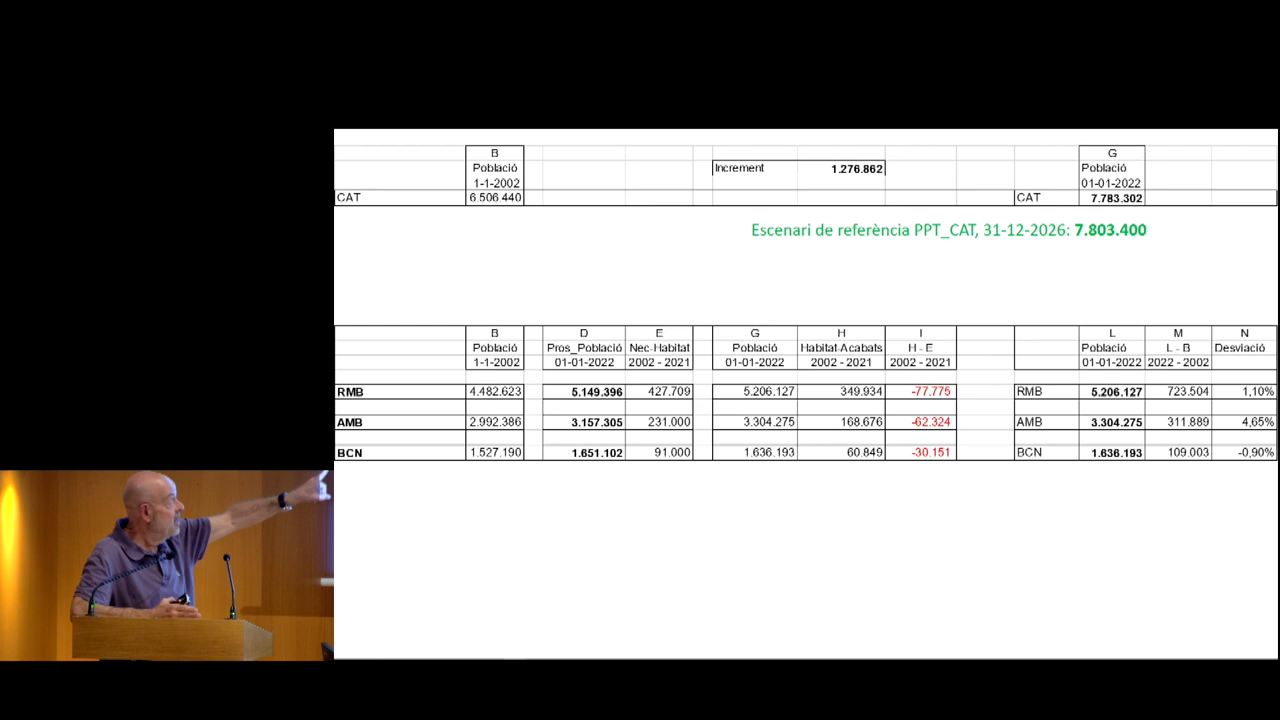 B G
Població Increment 1.276.862 Població
1-1-2002 01-01-2022
CAT 6.506.440 CAT 7.783.302
Escenari de referència PPT_CAT, 31-12-2026: 7.803.400
B D E G H I L M N
Població Pros_Població Nec-Habitat Població Habitat-Acabats H - E Població L - B Desviació
1-1-2002 01-01-2022 2002 - 2021 01-01-2022 2002 - 2021 2002 - 2021 01-01-2022 2022 - 2002
RMB 4.482.623 5.149.396 427.709 5.206.127 349.934 -77.775 RMB 5.206.127 723.504 1,10%
AMB 2.992.386 3.157.305 231.000 3.304.275 168.676 -62.324 AMB 3.304.275 311.889 4,65%
BCN 1.527.190 1.651.102 91.000 1.636.193 60.849 -30.151 BCN 1.636.193 109.003 -0,90%